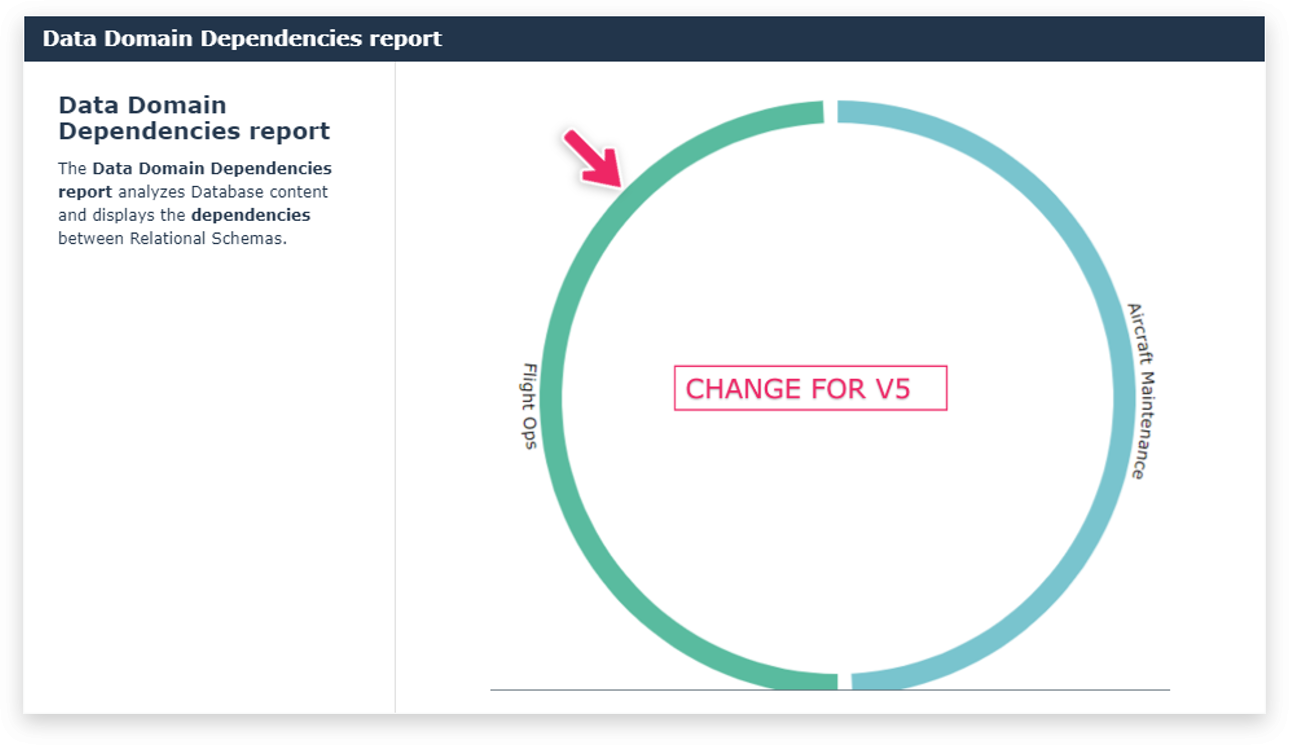 Data Domain Dependencies report
Data Domain
Dependencies report
The Data Domain Dependencies
report analyzes Database content
and displays the dependencies
between Relational Schemas.
Flight Ops
CHANGE FOR V5
Aircraft Maintenance